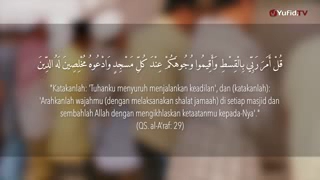 Yufid.TV
قُلْ أَمَرَ رَبِّي بِالْقِسْطِ وَأَقِيمُوا وُجُوهَكُمْ عِنْدَ كُلِّ مَسْجِدٍ وَادْعُوهُ مُخْلِصِينَ لَهُ الدِّينَ
"Katakanlah: 'Tuhanku menyuruh menjalankan keadilan', dan (katakanlah):
'Arahkanlah wajahmu (dengan melaksanakan shalat jamaah) di setiap masjid dan
sembahlah Allah dengan mengikhlaskan ketaatanmu kepada-Nya'."
(QS. al-A'raf: 29)